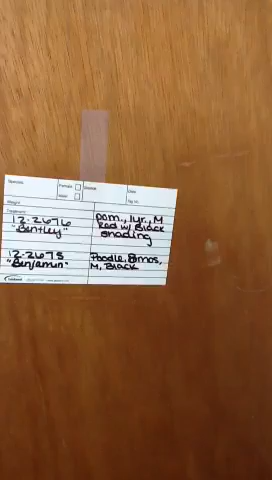 Species
Female
Male
Weight
Treatment
12-2676
"Bentley"
pom., 1yr., M
Red w/ Black
shading
12-2675
"Benjamin"
Poodle, 8mos,
M, Black